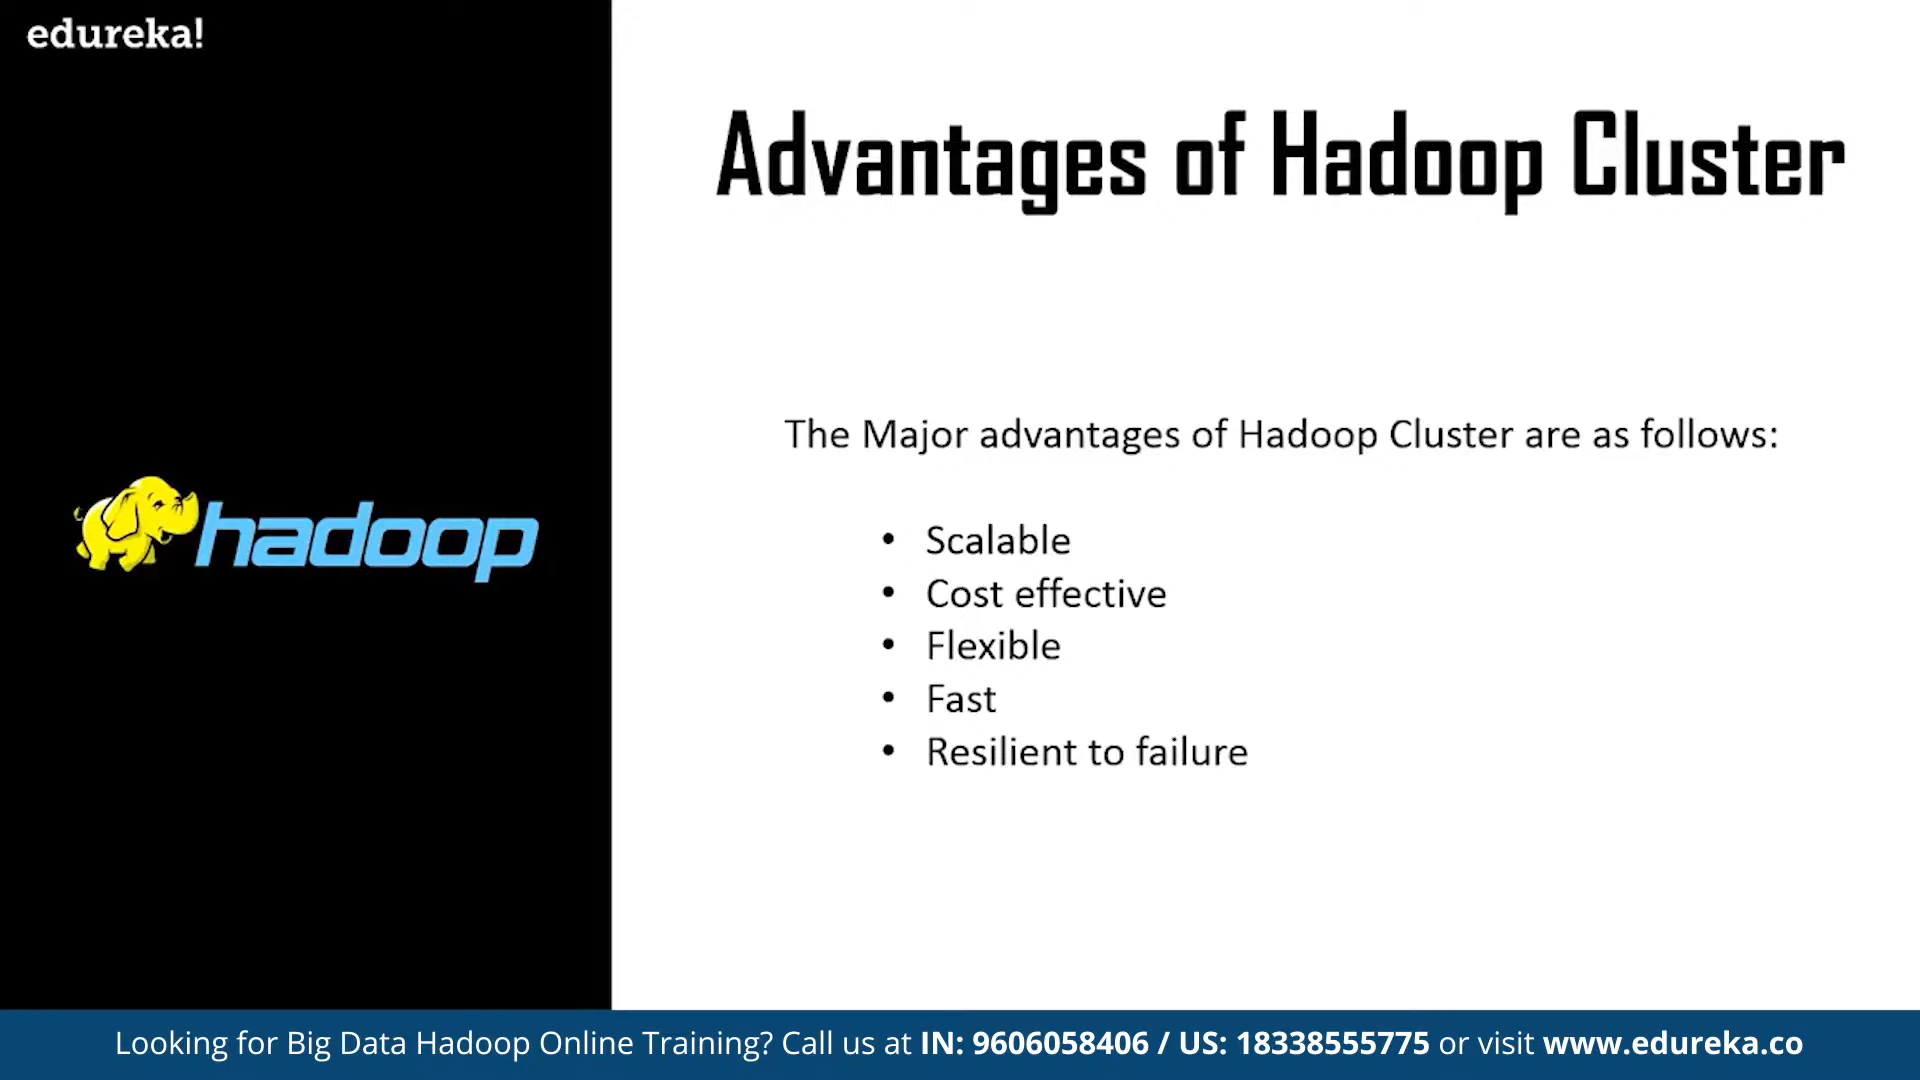 edureka!
Advantages of Hadoop Cluster
The Major advantages of Hadoop Cluster are as follows:
• Scalable
• Cost effective
• Flexible
• Fast
• Resilient to failure
hadoop
Looking for Big Data Hadoop Online Training? Call us at IN: 9606058406 / US: 18338555775 or visit www.edureka.co